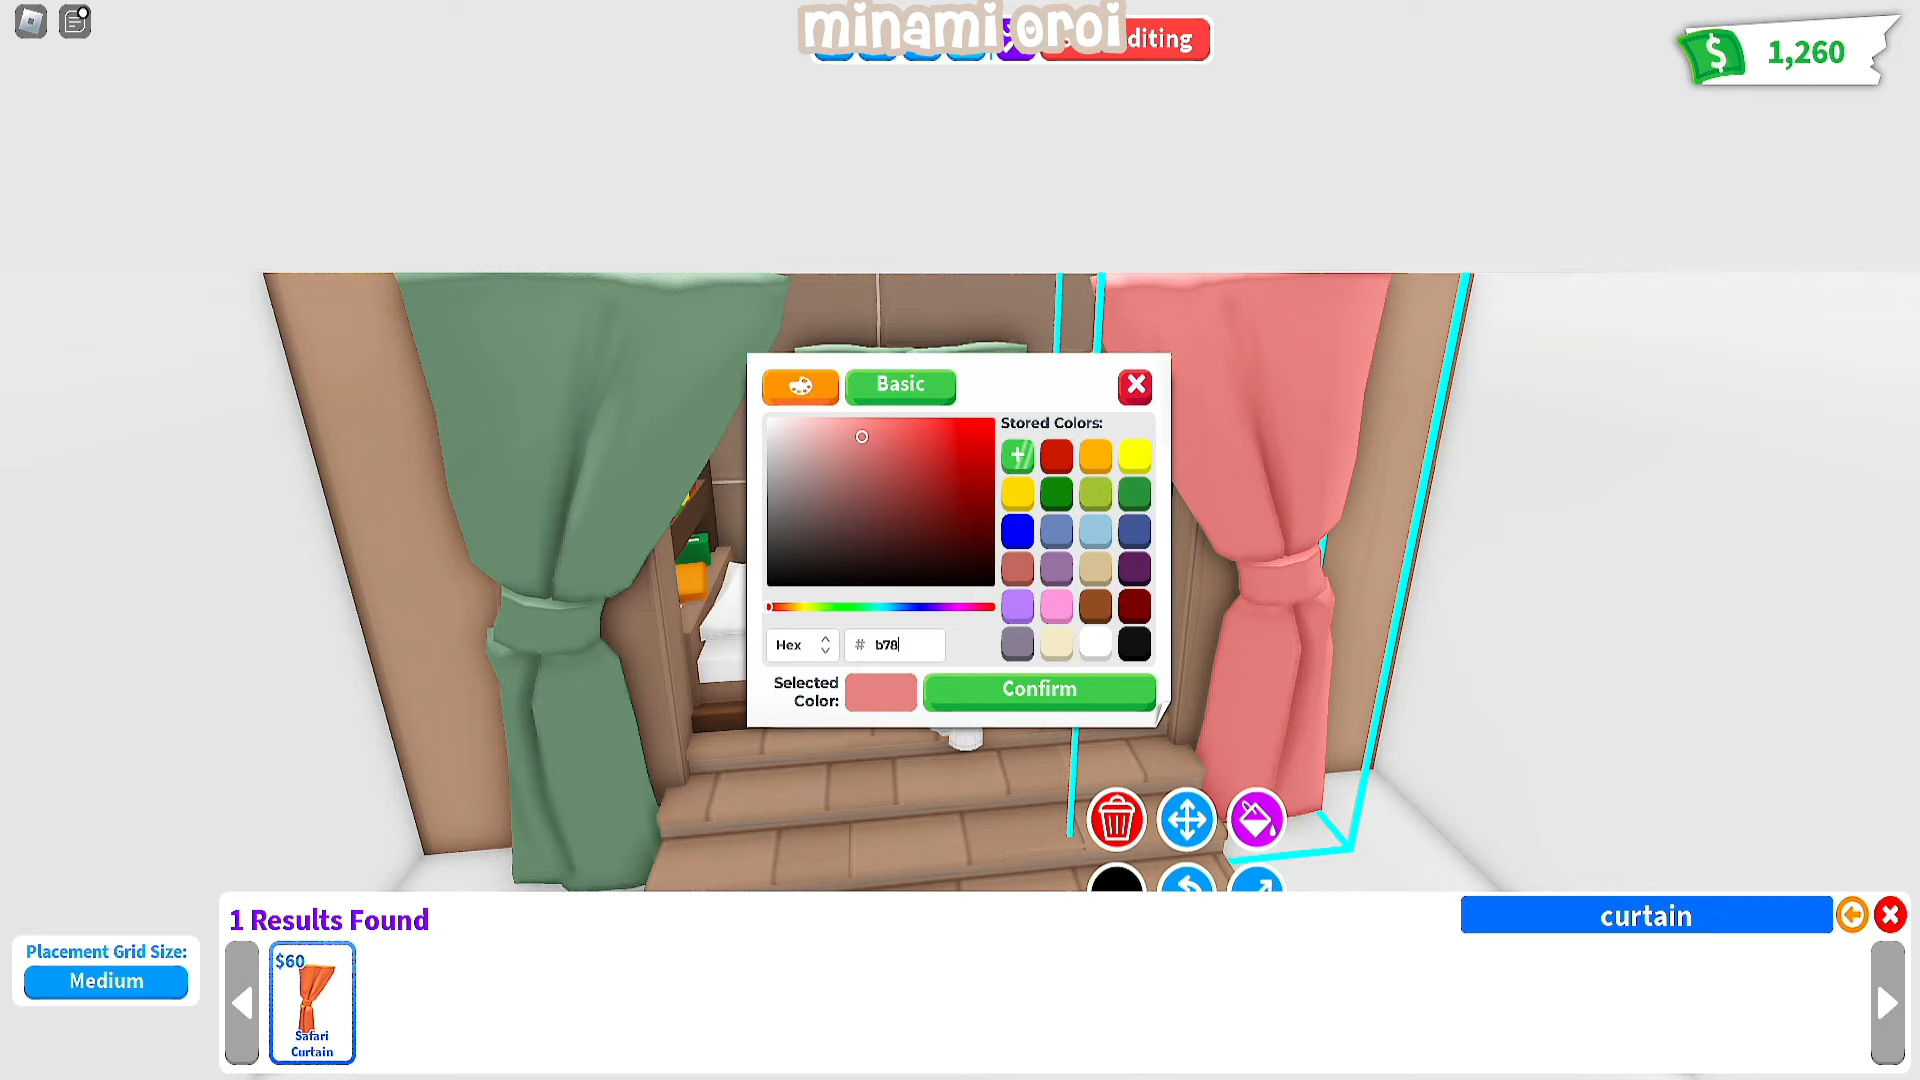 minami.oroi
diting
1,260
Basic
Stored Colors:
Hex
# b78
Selected
Color:
Confirm
1 Results Found
curtain
Placement Grid Size:
Medium
$60
Safari
Curtain